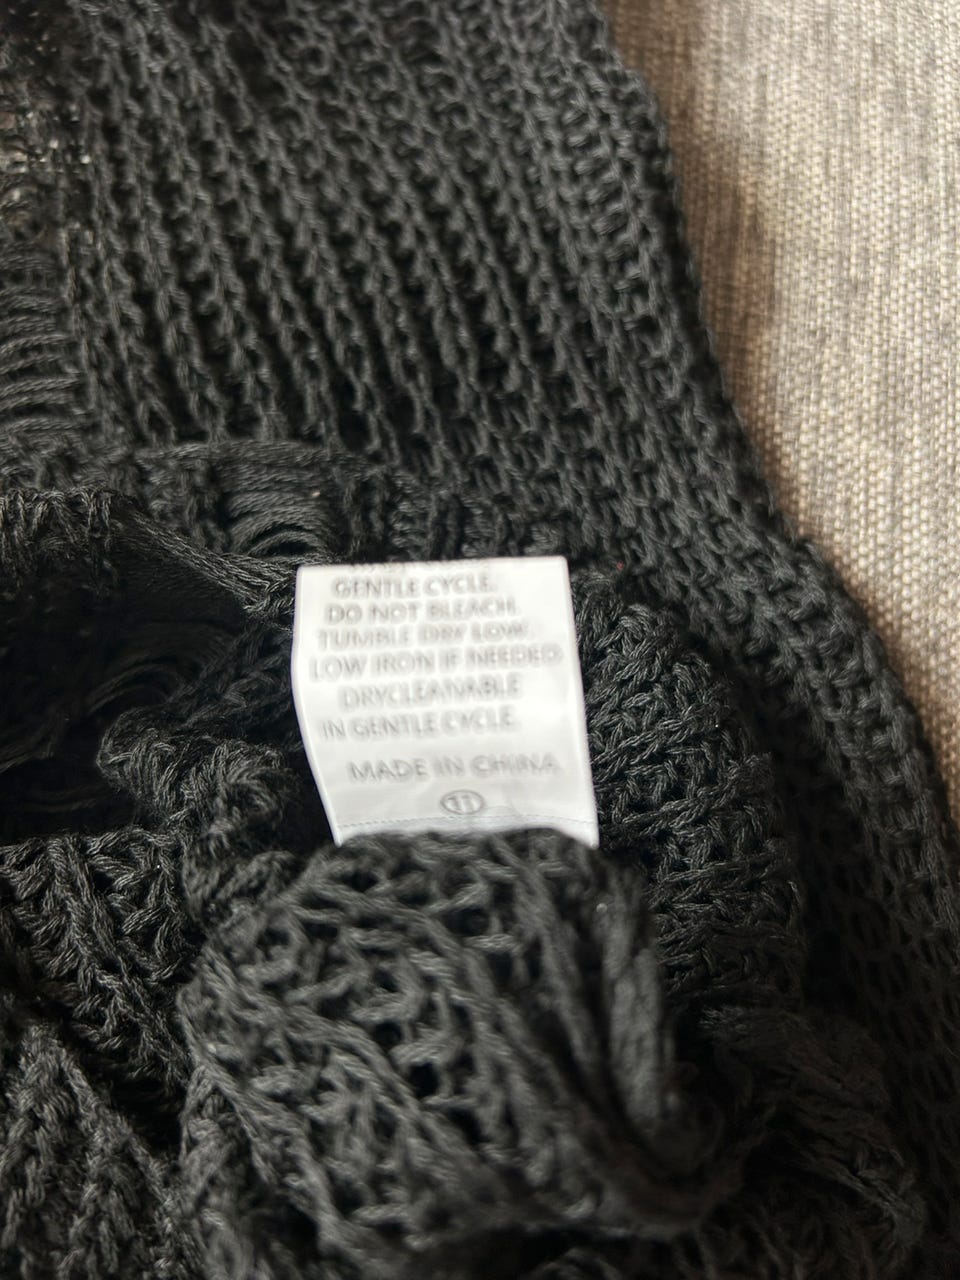 GENTLE CYCLE.
DO NOT BLEACH.
TUMBLE DRY LOW.
LOW IRON IF NEEDED.
DRYCLEANABLE
IN GENTLE CYCLE.
MADE IN CHINA
11